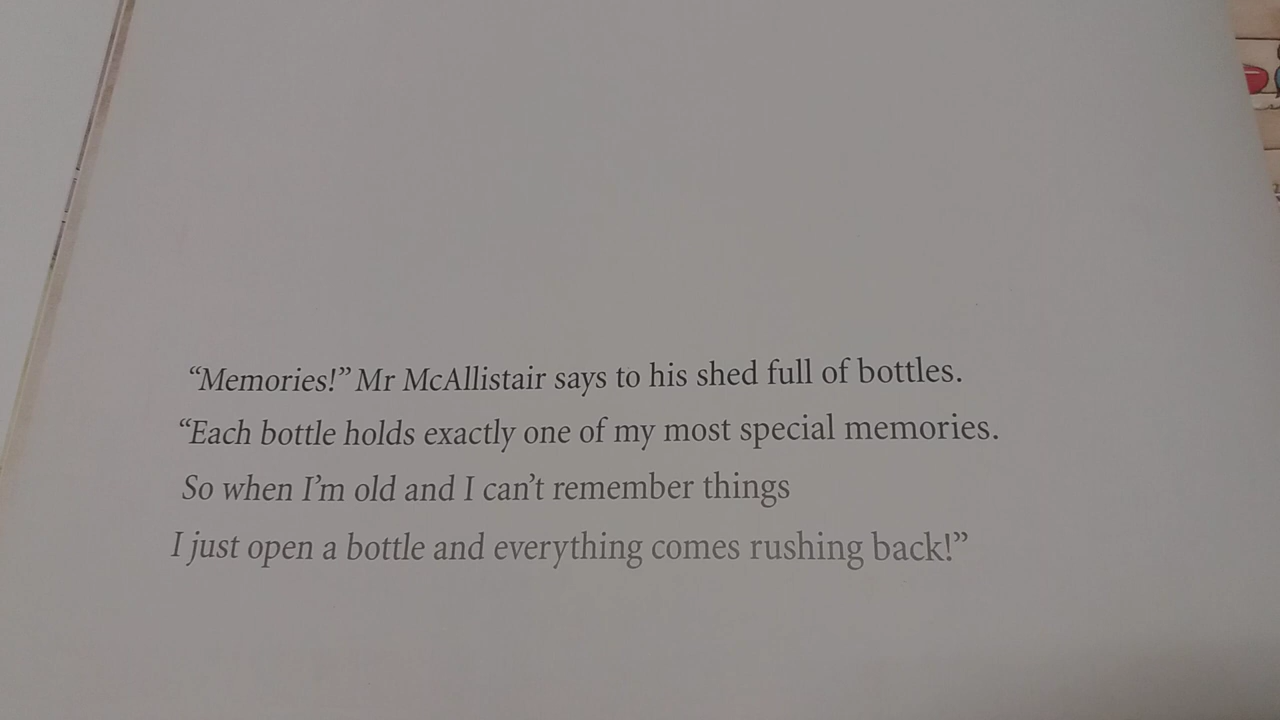 “Memories!” Mr McAllistair says to his shed full of bottles.
“Each bottle holds exactly one of my most special memories.
So when I’m old and I can’t remember things
I just open a bottle and everything comes rushing back!”